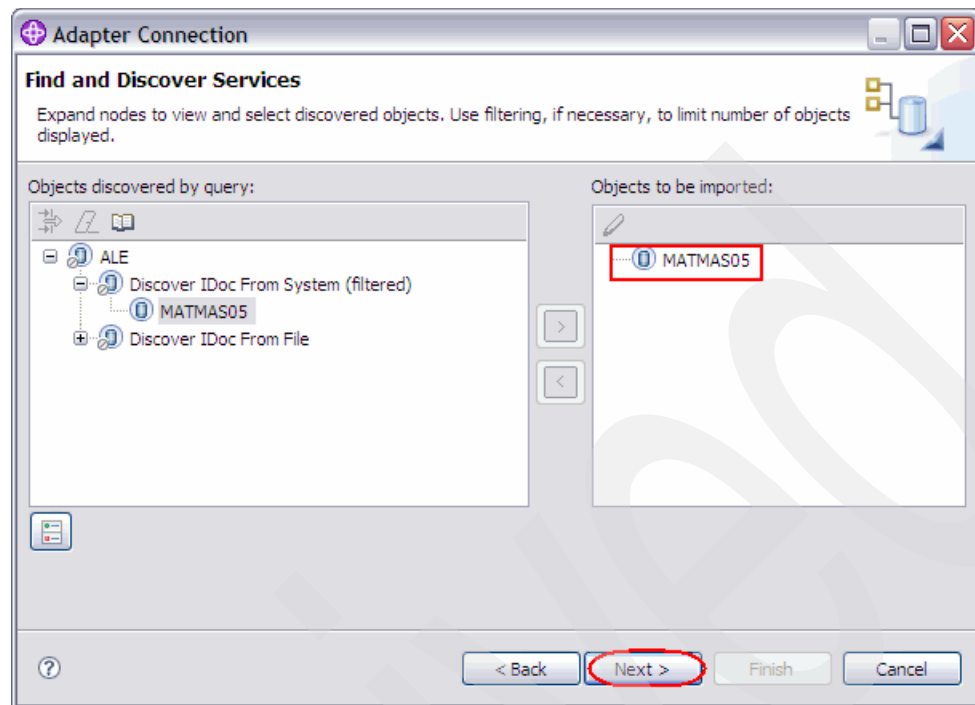 Adapter Connection
Find and Discover Services
Expand nodes to view and select discovered objects. Use filtering, if necessary, to limit number of objects
displayed.
Objects discovered by query:
Objects to be imported:
ALE
MATMAS05
Discover IDoc From System (filtered)
MATMAS05
Discover IDoc From File
>
<
?
< Back
Next >
Finish
Cancel